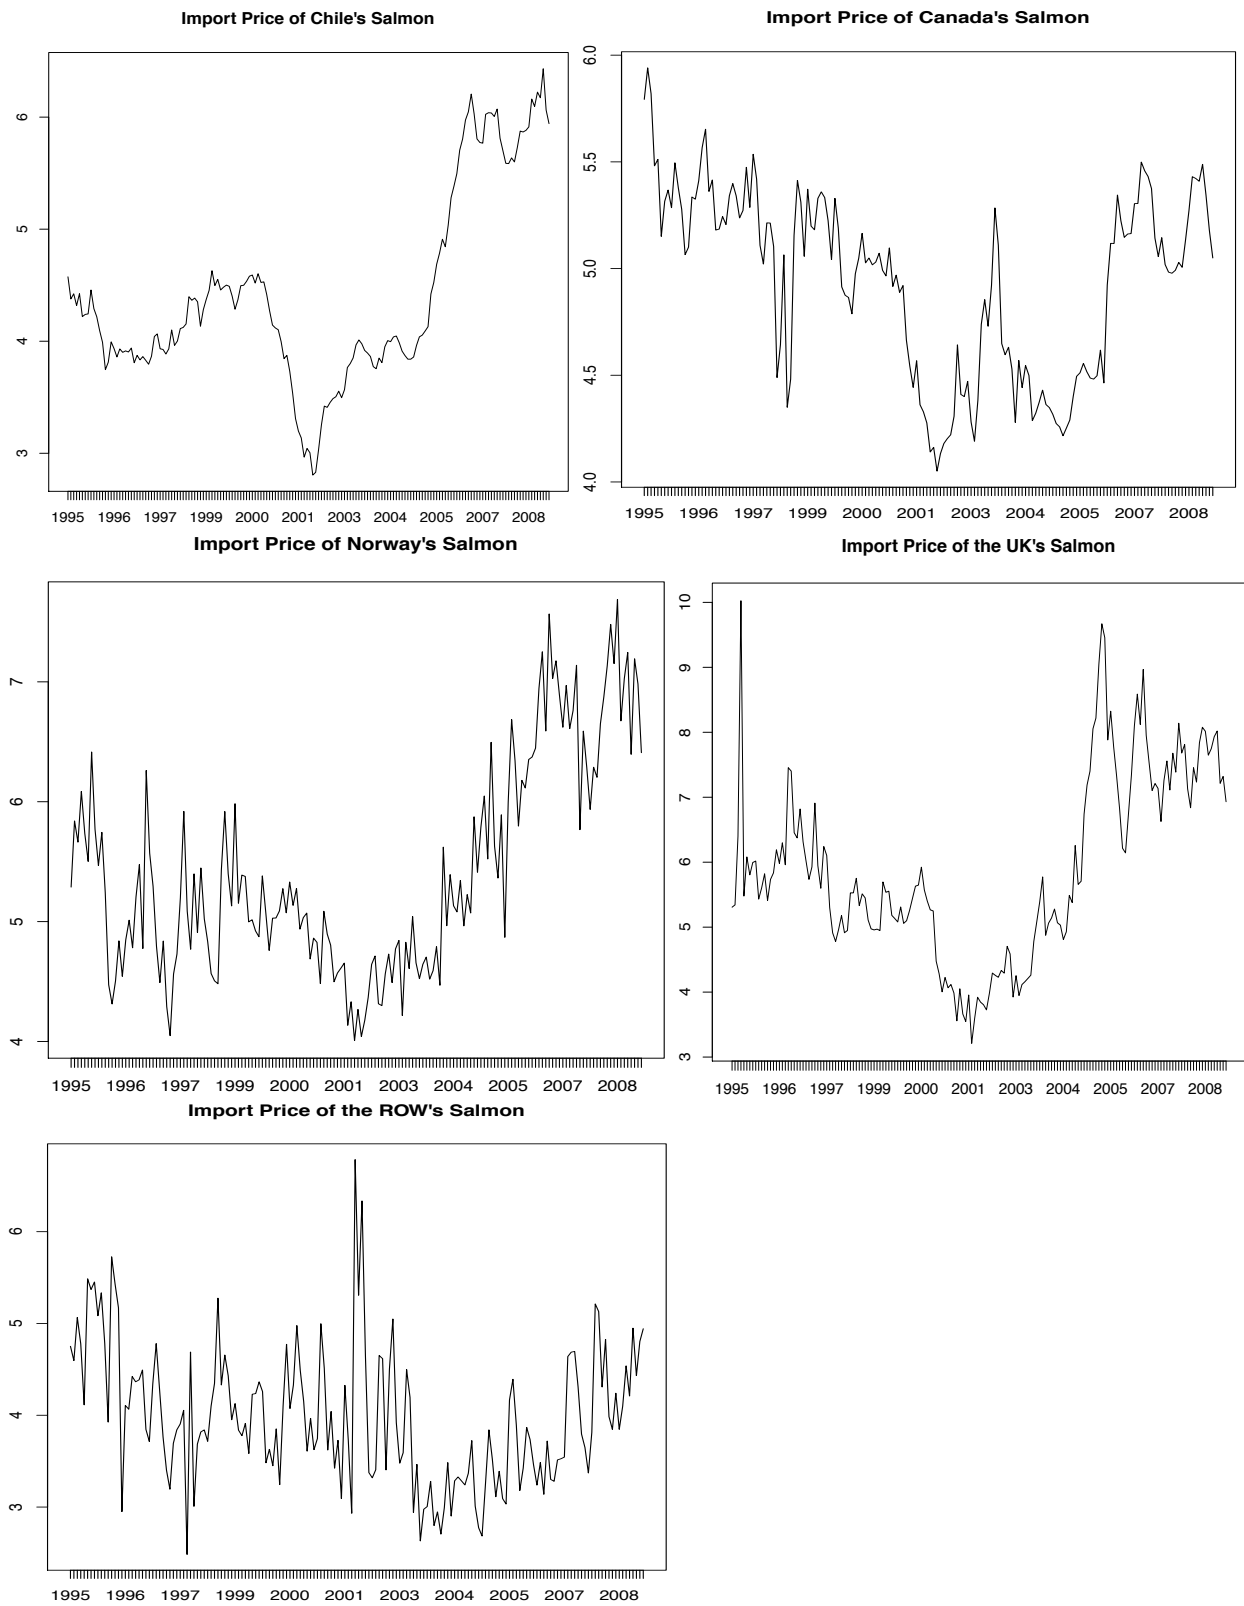 Import Price of Chile's Salmon
6
5
4
3
1995 1996 1997 1999 2000 2001 2003 2004 2005 2007 2008
Import Price of Canada's Salmon
6.0
5.5
5.0
4.5
4.0
1995 1996 1997 1999 2000 2001 2003 2004 2005 2007 2008
Import Price of Norway's Salmon
7
6
5
4
1995 1996 1997 1999 2000 2001 2003 2004 2005 2007 2008
Import Price of the UK's Salmon
10
9
8
7
6
5
4
3
1995 1996 1997 1999 2000 2001 2003 2004 2005 2007 2008
Import Price of the ROW's Salmon
6
5
4
3
1995 1996 1997 1999 2000 2001 2003 2004 2005 2007 2008